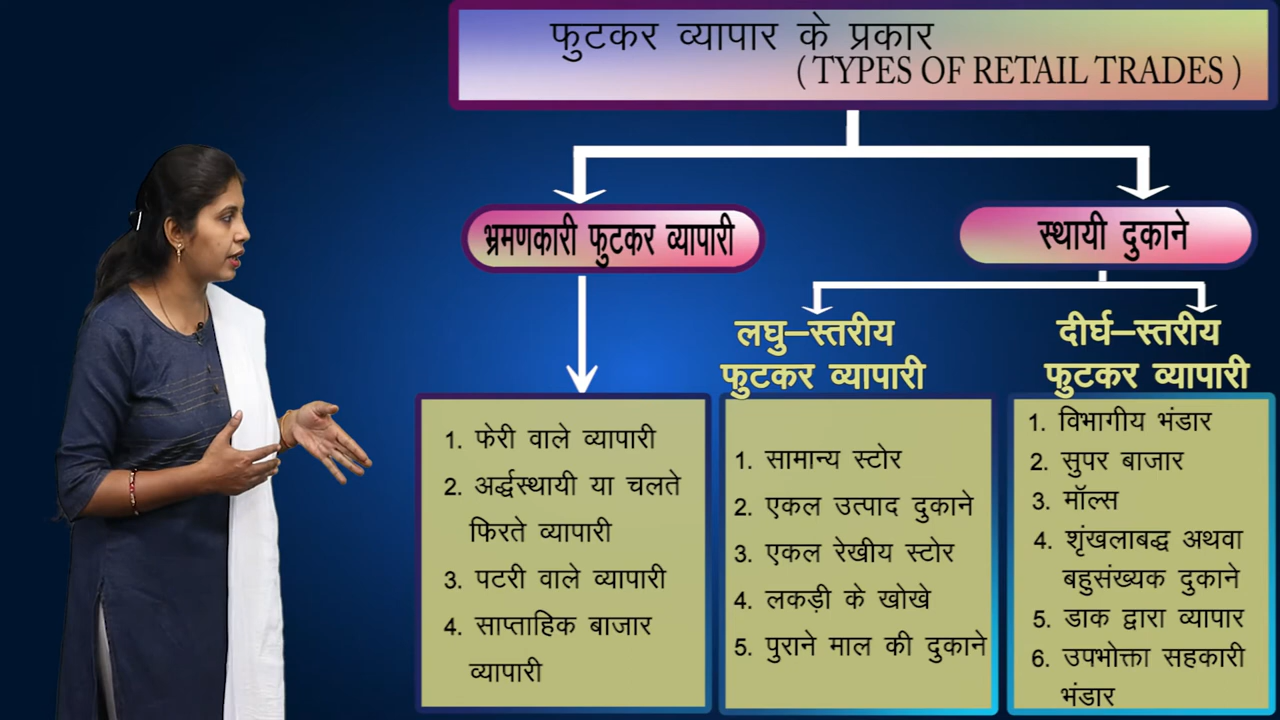 फुटकर व्यापार के प्रकार
( TYPES OF RETAIL TRADES )
भ्रमणकारी फुटकर व्यापारी
स्थायी दुकाने
लघु–स्तरीय
फुटकर व्यापारी
दीर्घ–स्तरीय
फुटकर व्यापारी
1. फेरी वाले व्यापारी
2. अर्द्धस्थायी या चलते
फिरते व्यापारी
3. पटरी वाले व्यापारी
4. साप्ताहिक बाजार
व्यापारी
1. सामान्य स्टोर
2. एकल उत्पाद दुकाने
3. एकल रेखीय स्टोर
4. लकड़ी के खोखे
5. पुराने माल की दुकाने
1. विभागीय भंडार
2. सुपर बाजार
3. मॉल्स
4. शृंखलाबद्ध अथवा
बहुसंख्यक दुकाने
5. डाक द्वारा व्यापार
6. उपभोक्ता सहकारी
भंडार